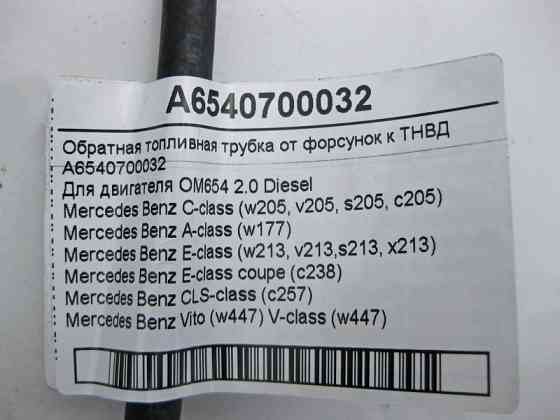 A6540700032
Обратная топливная трубка от форсунок к ТНВД
A6540700032
Для двигателя OM654 2.0 Diesel
Mercedes Benz C-class (w205, v205, s205, c205)
Mercedes Benz A-class (w177)
Mercedes Benz E-class (w213, v213,s213, x213)
Mercedes Benz E-class coupe (c238)
Mercedes Benz CLS-class (c257)
Mercedes Benz Vito (w447) V-class (w447)